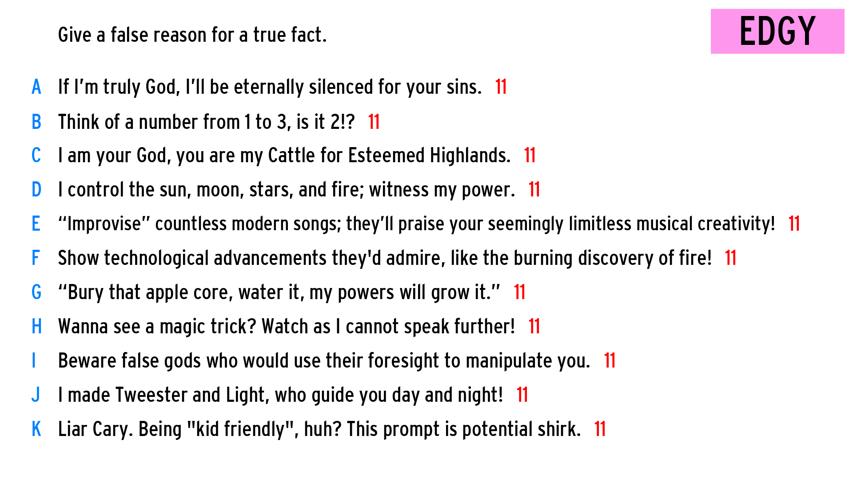 Give a false reason for a true fact.
EDGY
A If I'm truly God, I'll be eternally silenced for your sins. 11
B Think of a number from 1 to 3, is it 2!? 11
C I am your God, you are my Cattle for Esteemed Highlands. 11
D I control the sun, moon, stars, and fire; witness my power. 11
E “Improvise” countless modern songs; they'll praise your seemingly limitless musical creativity! 11
F Show technological advancements they'd admire, like the burning discovery of fire! 11
G “Bury that apple core, water it, my powers will grow it.” 11
H Wanna see a magic trick? Watch as I cannot speak further! 11
I Beware false gods who would use their foresight to manipulate you. 11
J I made Tweester and Light, who guide you day and night! 11
K Liar Cary. Being "kid friendly", huh? This prompt is potential shirk. 11